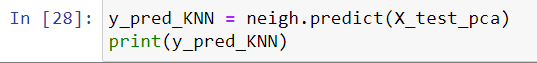 In [28]: y_pred_KNN = neigh.predict(X_test_pca)
print(y_pred_KNN)